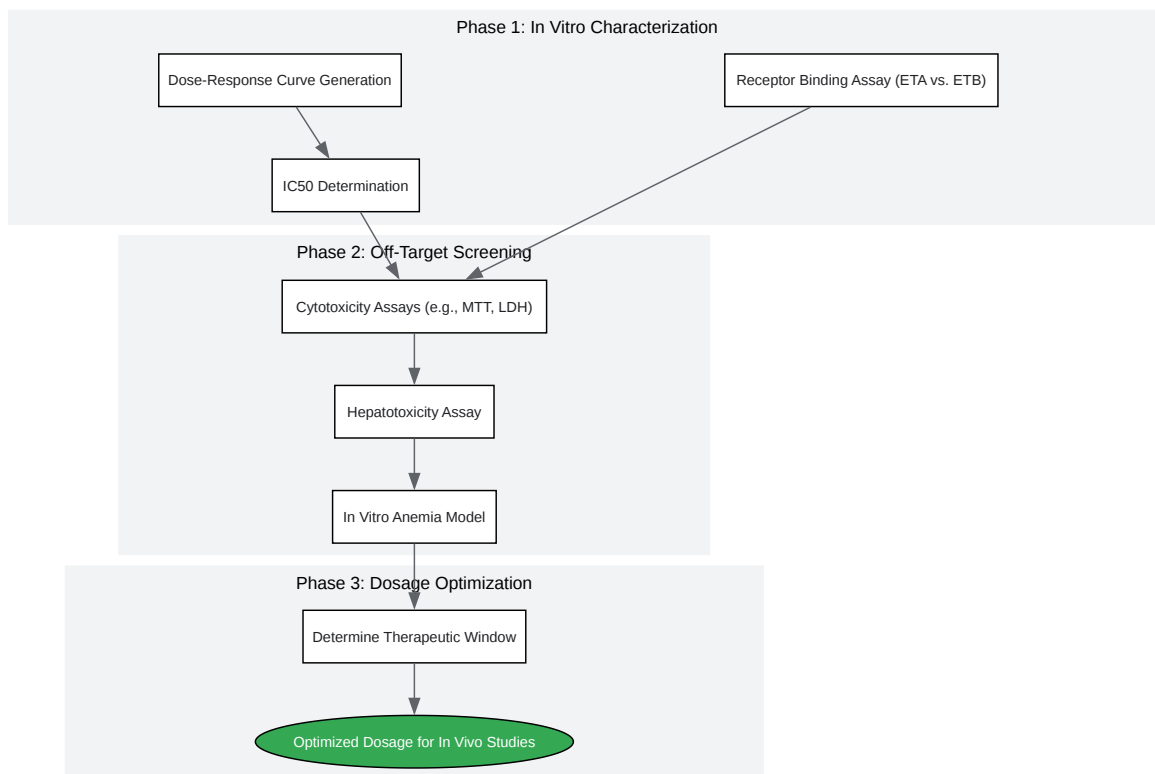 Phase 1: In Vitro Characterization
Dose-Response Curve Generation
Receptor Binding Assay (ETA vs. ETB)
IC50 Determination
Phase 2: Off-Target Screening
Cytotoxicity Assays (e.g., MTT, LDH)
Hepatotoxicity Assay
In Vitro Anemia Model
Phase 3: Dosage Optimization
Determine Therapeutic Window
Optimized Dosage for In Vivo Studies